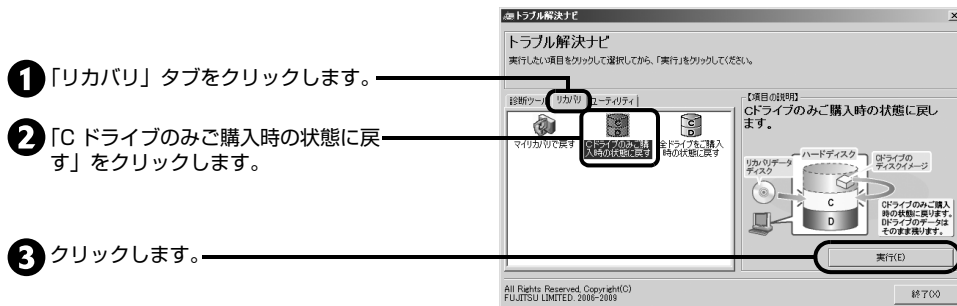 1 「リカバリ」タブをクリックします。
2 「C ドライブのみご購入時の状態に戻
す」をクリックします。
3 クリックします。
トラブル解決ナビ
トラブル解決ナビ
実行したい項目をクリックして選択してから、「実行」をクリックしてください。
診断ツール リカバリ ユーティリティ
マイリカバリで戻す
Cドライブのみご購
入時の状態に戻す
全ドライブをご購入
時の状態に戻す
【項目の説明】
Cドライブのみご購入時の状態に戻し
ます。
リカバリデータ
ディスク
ハードディスク
Cドライブの
ディスクイメージ
C
D
Cドライブのみご購入
時の状態に戻ります。
Dドライブのデータは
そのまま残ります。
実行(E)
All Rights Reserved, Copyright(C)
FUJITSU LIMITED. 2006-2009
終了(X)